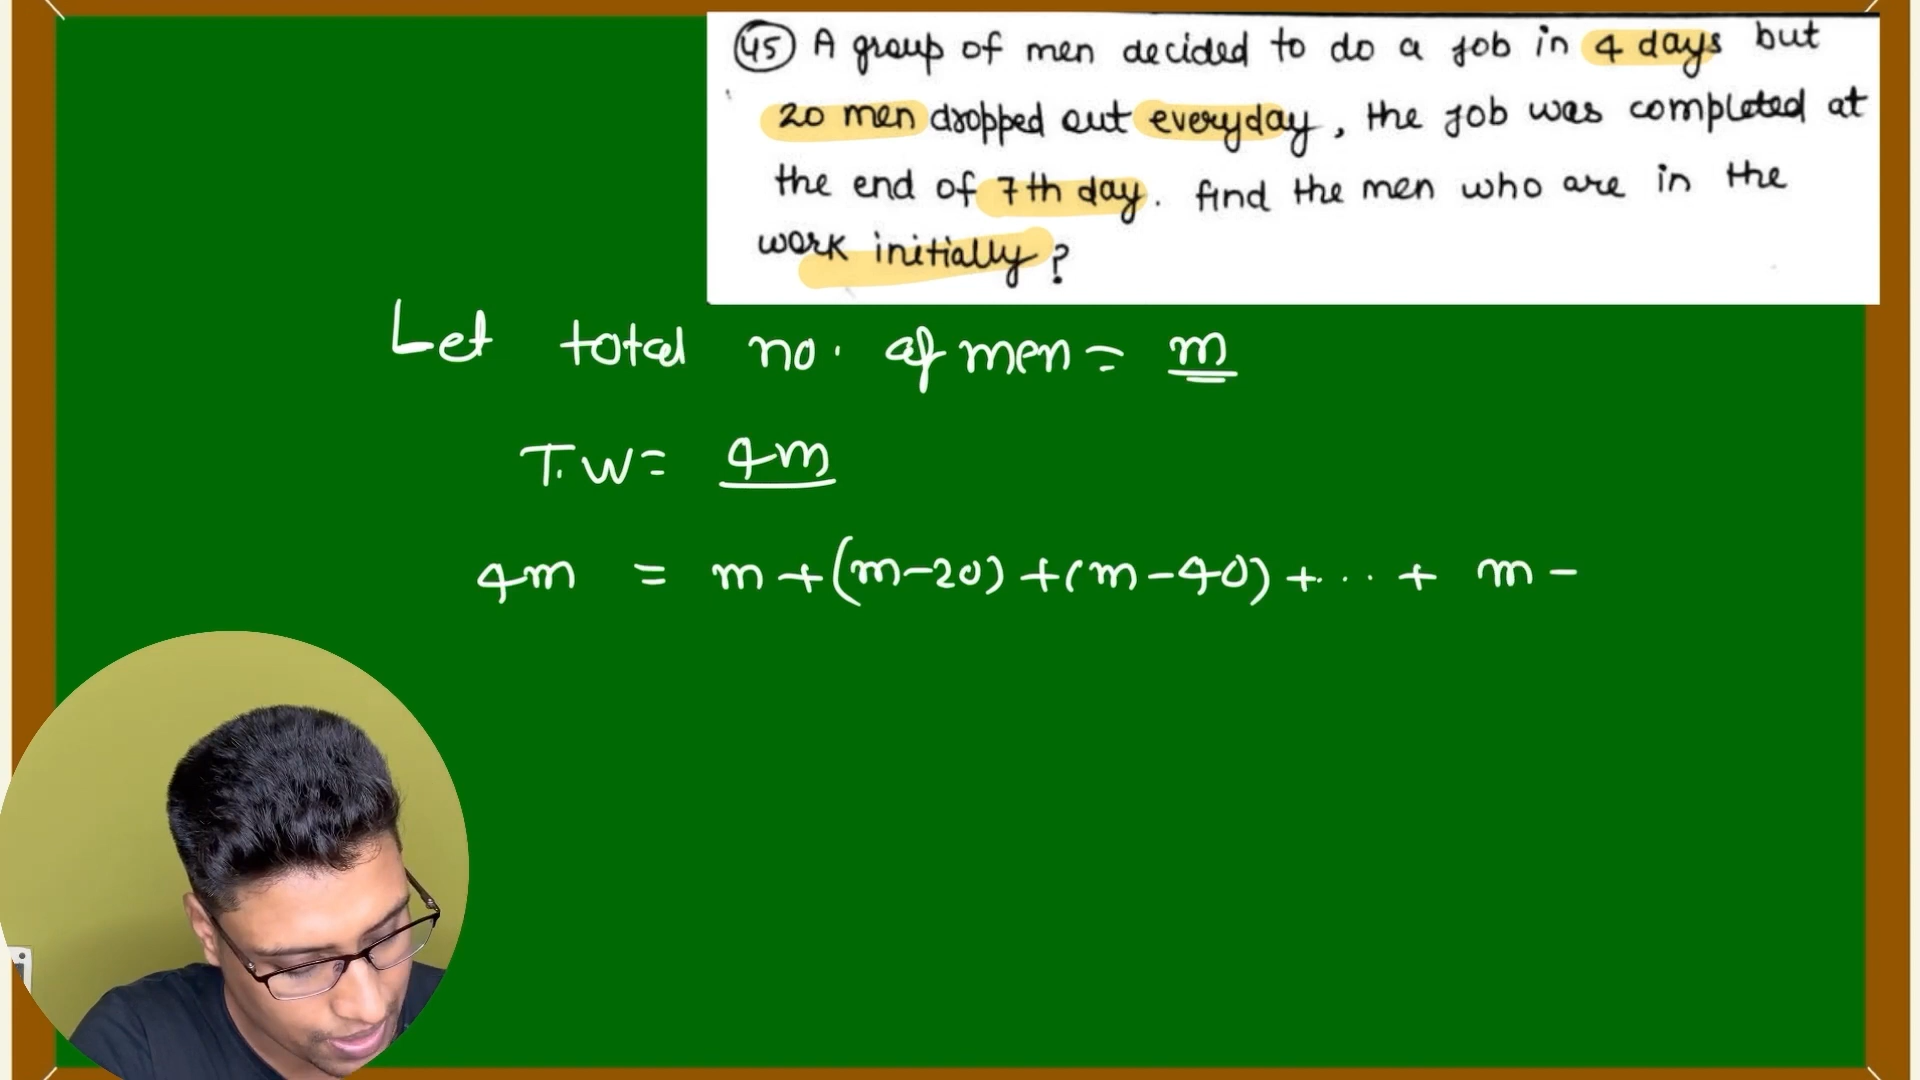 45 A group of men decided to do a job in 4 days but
20 men dropped out everyday, the job was completed at
the end of 7th day. find the men who are in the
work initially?
Let total no. of men = m
T.W = 4m
4m = m + (m-20) + (m-40) + ... + m -